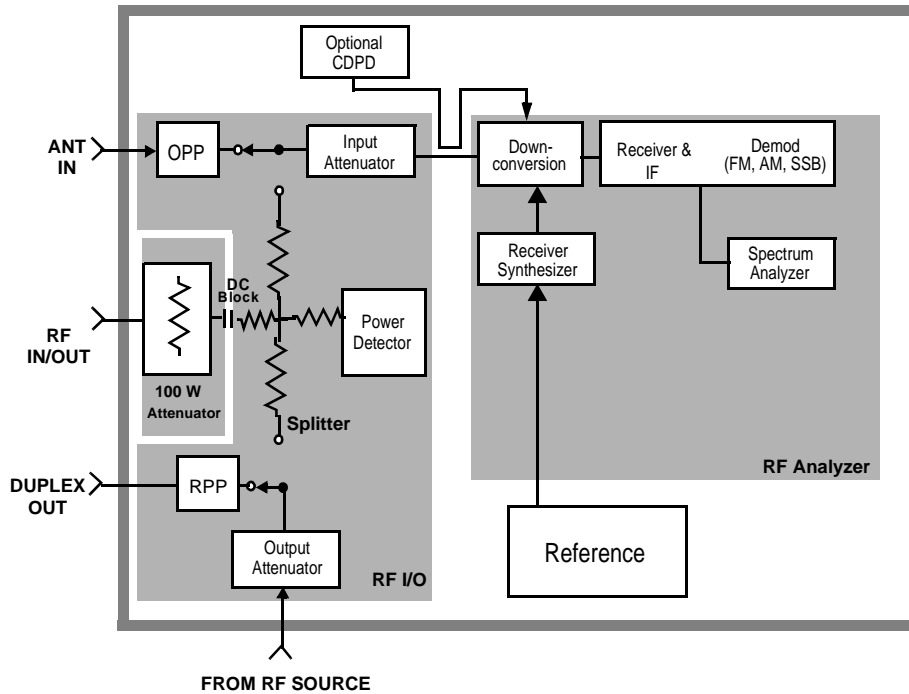 Optional
CDPD
ANT
IN
OPP
Input
Attenuator
Down-
conversion
Receiver &
IF
Demod
(FM, AM, SSB)
Receiver
Synthesizer
Spectrum
Analyzer
DC
Block
RF
IN/OUT
Power
Detector
100 W
Attenuator
Splitter
RF Analyzer
DUPLEX
OUT
RPP
Output
Attenuator
RF I/O
Reference
FROM RF SOURCE